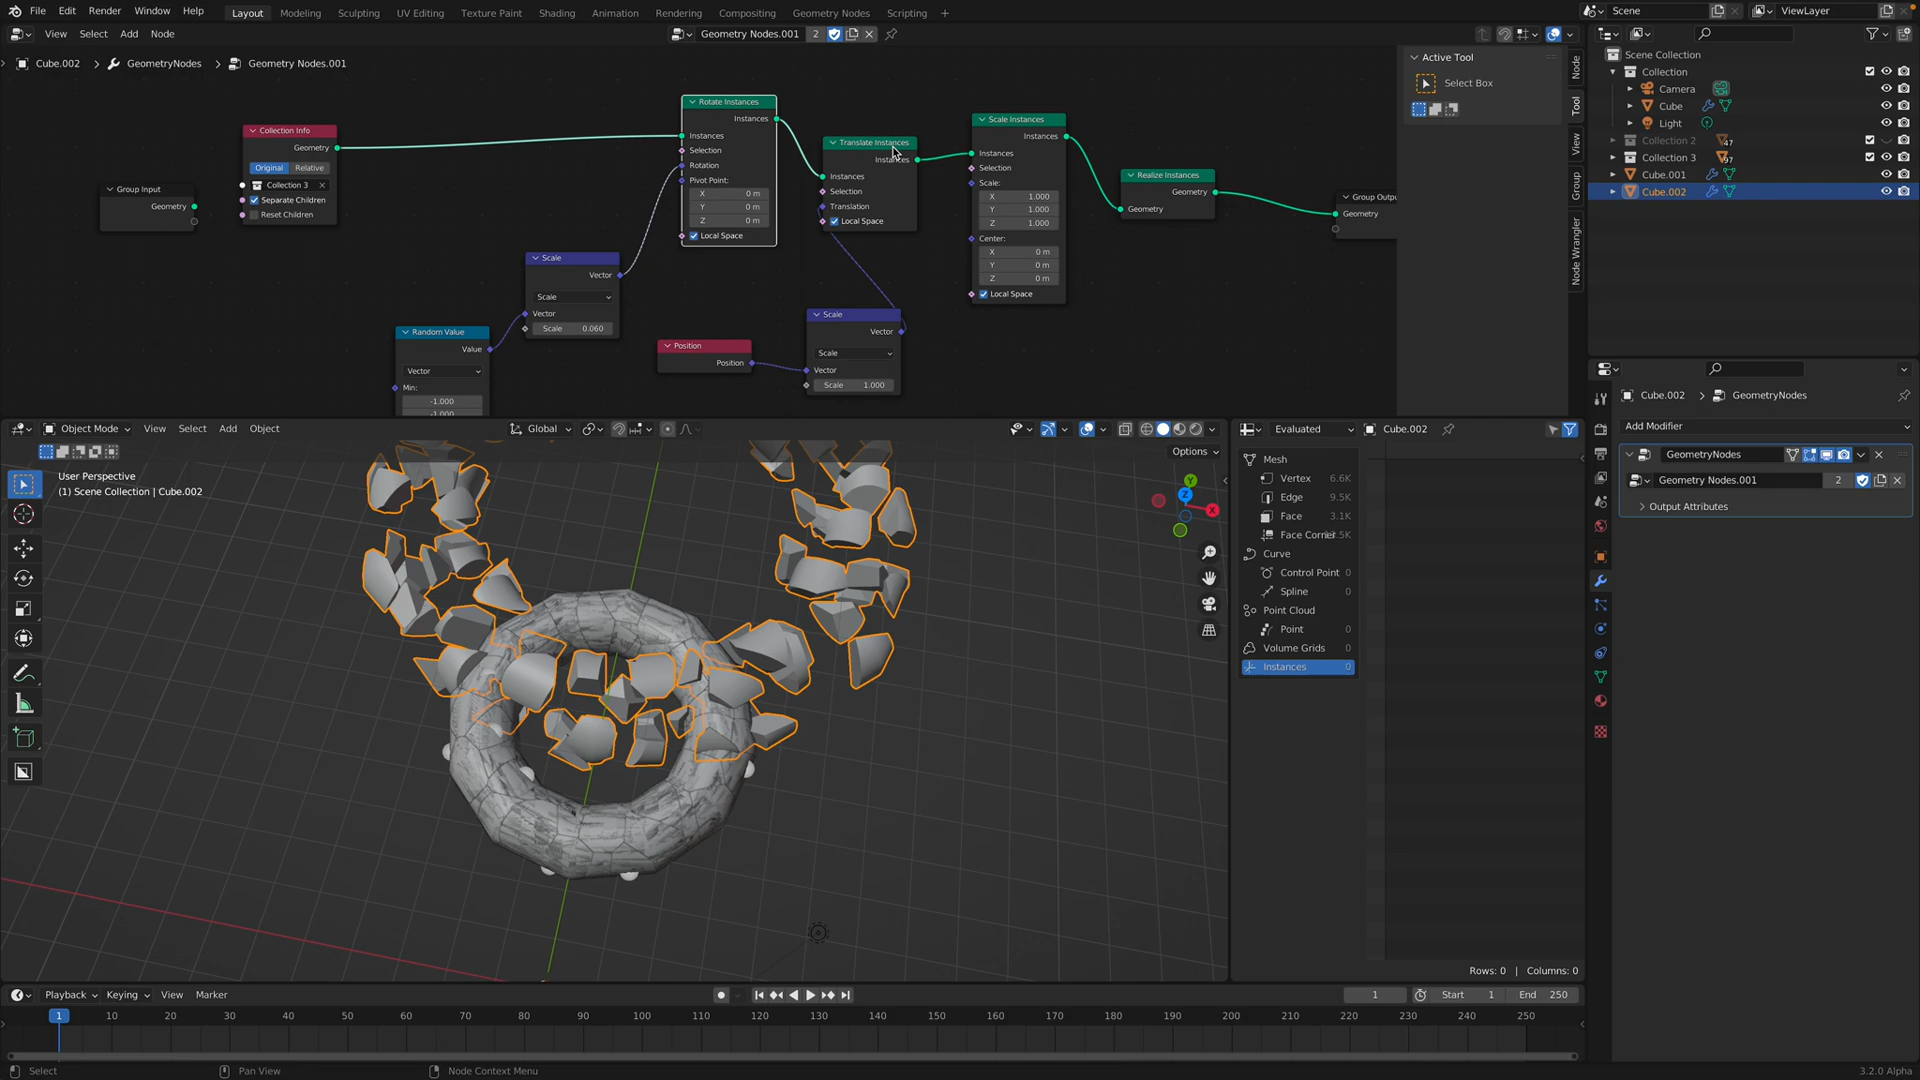 File Edit Render Window Help Layout Modeling Sculpting UV Editing Texture Paint Shading Animation Rendering Compositing Geometry Nodes Scripting + Scene ViewLayer
View Select Add Node Geometry Nodes.001 2
Cube.002 > GeometryNodes > Geometry Nodes.001
Group Input
Geometry
Collection Info
Geometry
Original Relative
Collection 3
Separate Children
Reset Children
Random Value
Value
Vector
Min:
-1.000
-1.000
Scale
Vector
Scale
Vector
Scale 0.060
Rotate Instances
Instances
Instances
Selection
Rotation
Pivot Point:
X 0 m
Y 0 m
Z 0 m
Local Space
Position
Position
Translate Instances
Instances
Instances
Selection
Translation
Local Space
Scale
Vector
Scale
Vector
Scale 1.000
Scale Instances
Instances
Instances
Selection
Scale:
X 1.000
Y 1.000
Z 1.000
Center:
X 0 m
Y 0 m
Z 0 m
Local Space
Realize Instances
Geometry
Geometry
Group Outpu
Geometry
Active Tool
Select Box
Node
Tool
View
Group
Node Wrangler
Scene Collection
Collection
Camera
Cube
Light
Collection 2 47
Collection 3 97
Cube.001
Cube.002
Object Mode View Select Add Object Global
Options
User Perspective
(1) Scene Collection | Cube.002
Y
Z
X
Evaluated Cube.002
Mesh
Vertex 6.6K
Edge 9.5K
Face 3.1K
Curve
Control Point 0
Spline 0
Point Cloud
Point 0
Volume Grids 0
Instances 0
Rows: 0 | Columns: 0
Cube.002 > GeometryNodes
Add Modifier
GeometryNodes
Geometry Nodes.001 2
Output Attributes
Playback Keying View Marker 1 Start 1 End 250
1 10 20 30 40 50 60 70 80 90 100 110 120 130 140 150 160 170 180 190 200 210 220 230 240 250
Select Pan View Node Context Menu 3.2.0 Alpha